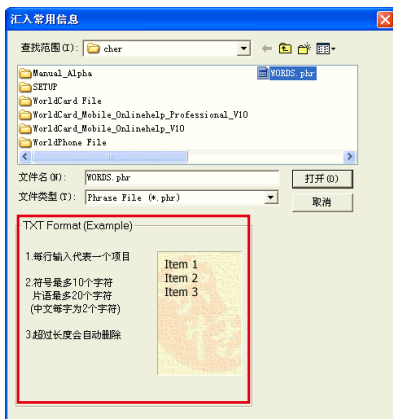 汇入常用信息
查找范围(I):
cher
Manual_Alpha
SETUP
WorldCard File
WorldCard_Mobile_Onlinehelp_Professional_V10
WorldCard_Mobile_Onlinehelp_V10
WorldPhone File
WORDS.phr
文件名(N):
WORDS.phr
打开(O)
文件类型(T):
Phrase File (*.phr)
取消
TXT Format (Example)
1.每行输入代表一个项目
2.符号最多10个字符
片语最多20个字符
(中文每字为2个字符)
3.超过长度会自动删除
Item 1
Item 2
Item 3